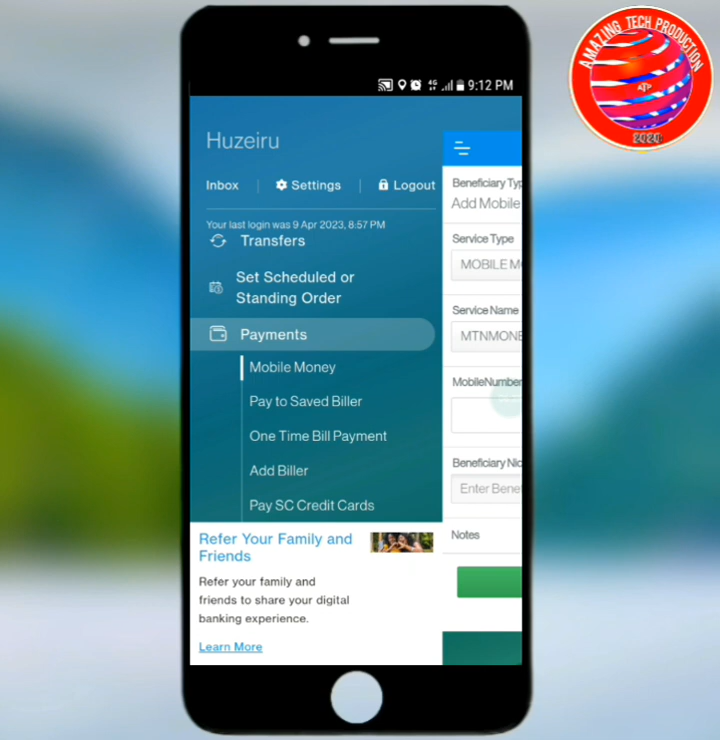 AMAZING TECH PRODUCTION
ATP
2020
4G
9:12 PM
Huzeiru
Inbox
Settings
Logout
Your last login was 9 Apr 2023, 8:57 PM
Transfers
Set Scheduled or
Standing Order
Payments
Mobile Money
Pay to Saved Biller
One Time Bill Payment
Add Biller
Pay SC Credit Cards
Refer Your Family and
Friends
Refer your family and
friends to share your digital
banking experience.
Learn More
Beneficiary Typ
Add Mobile
Service Type
MOBILE M
Service Name
MTNMONE
MobileNumber
Beneficiary Nic
Enter Benef
Notes